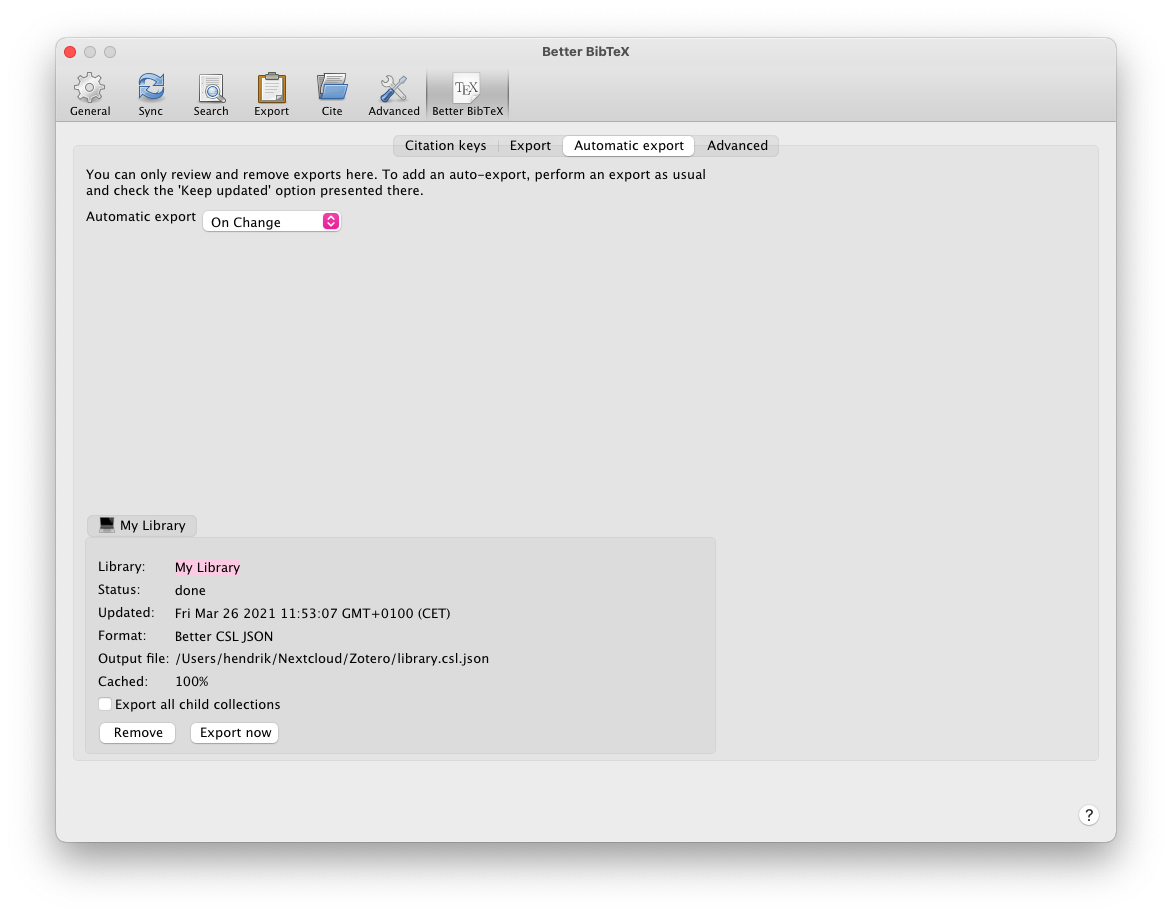 Better BibTeX
General
Sync
Search
Export
Cite
Advanced
TEX
Better BibTeX
Citation keys
Export
Automatic export
Advanced
You can only review and remove exports here. To add an auto-export, perform an export as usual
and check the 'Keep updated' option presented there.
Automatic export On Change
My Library
Library: My Library
Status: done
Updated: Fri Mar 26 2021 11:53:07 GMT+0100 (CET)
Format: Better CSL JSON
Output file: /Users/hendrik/Nextcloud/Zotero/library.csl.json
Cached: 100%
Export all child collections
Remove
Export now
?